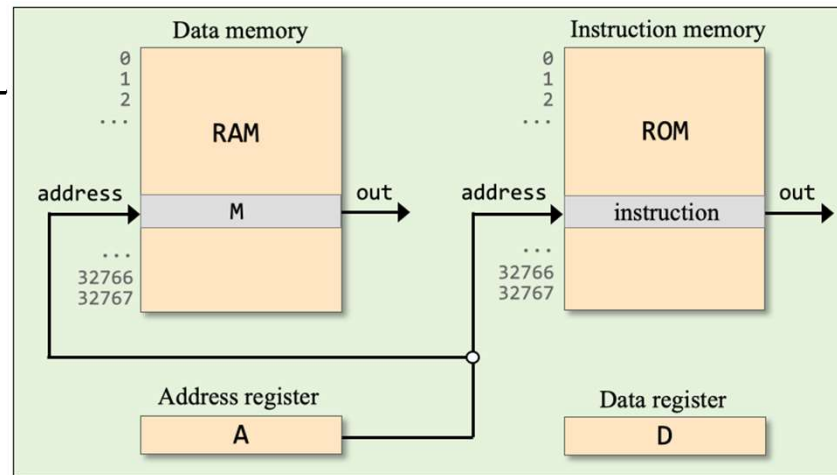 Data memory
0
1
2
...
RAM
address
M
out
...
32766
32767
Instruction memory
0
1
2
...
ROM
address
instruction
out
...
32766
32767
Address register
A
Data register
D